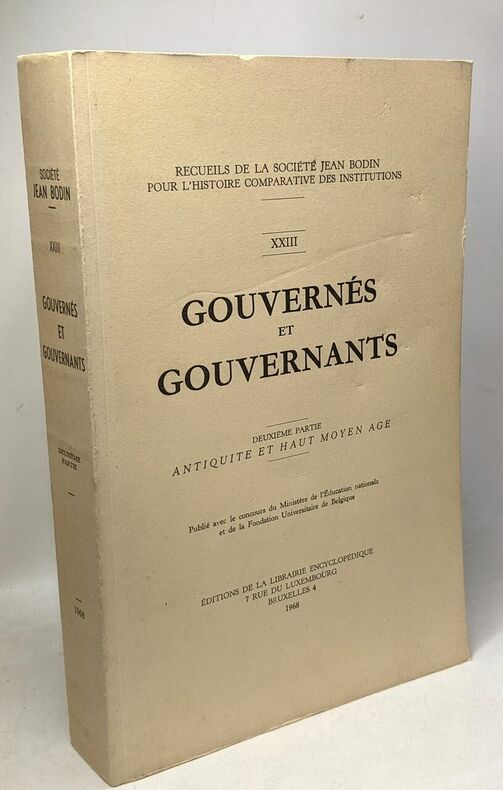 SOCIÉTÉ
JEAN BODIN
XXIII
GOUVERNÉS
ET
GOUVERNANTS
DEUXIÈME
PARTIE
1968
RECUEILS DE LA SOCIÉTÉ JEAN BODIN
POUR L'HISTOIRE COMPARATIVE DES INSTITUTIONS
XXIII
GOUVERNÉS
ET
GOUVERNANTS
DEUXIÈME PARTIE
ANTIQUITE ET HAUT MOYEN AGE
Publié avec le concours du Ministère de l'Éducation nationale
et de la Fondation Universitaire de Belgique
ÉDITIONS DE LA LIBRAIRIE ENCYCLOPÉDIQUE
7 RUE DU LUXEMBOURG
BRUXELLES 4
1968